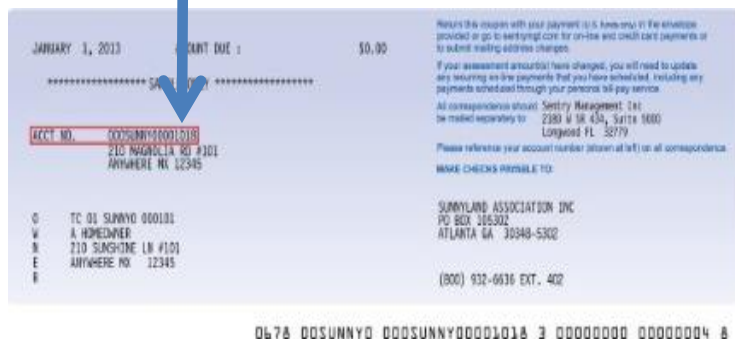 JANUARY 1, 2013 OUNT DUE : $0.00
******************* SA ***************************
ACCT NO. 00OSUNNY00001018
210 MAGNOLIA RD #101
ANYWHERE MX 12345
O TC 01 SUNNYO 000101
W A HOMEOWNER
N 210 SUNSHINE LN #101
E ANYWHERE MX 12345
R
Return this coupon with your payment (U.S. funds only) in the envelope
provided or go to sentrymgt.com for on-line and credit card payments or
to submit mailing address changes.
If your assessment amount(s) have changed, you will need to update
any recurring on-line payments that you have scheduled, including any
payments scheduled through your personal bill pay service.
All correspondence should Sentry Management Inc
be mailed separately to: 2180 W SR 434, Suite 5000
Longwood FL 32779
Please reference your account number (shown at left) on all correspondence.
MAKE CHECKS PAYABLE TO:
SUNNYLAND ASSOCIATION INC
PO BOX 105302
ATLANTA GA 30348-5302
(800) 932-6636 EXT. 402
0678 00SUNNYO 000SUNNY00001018 3 00000000 00000004 8